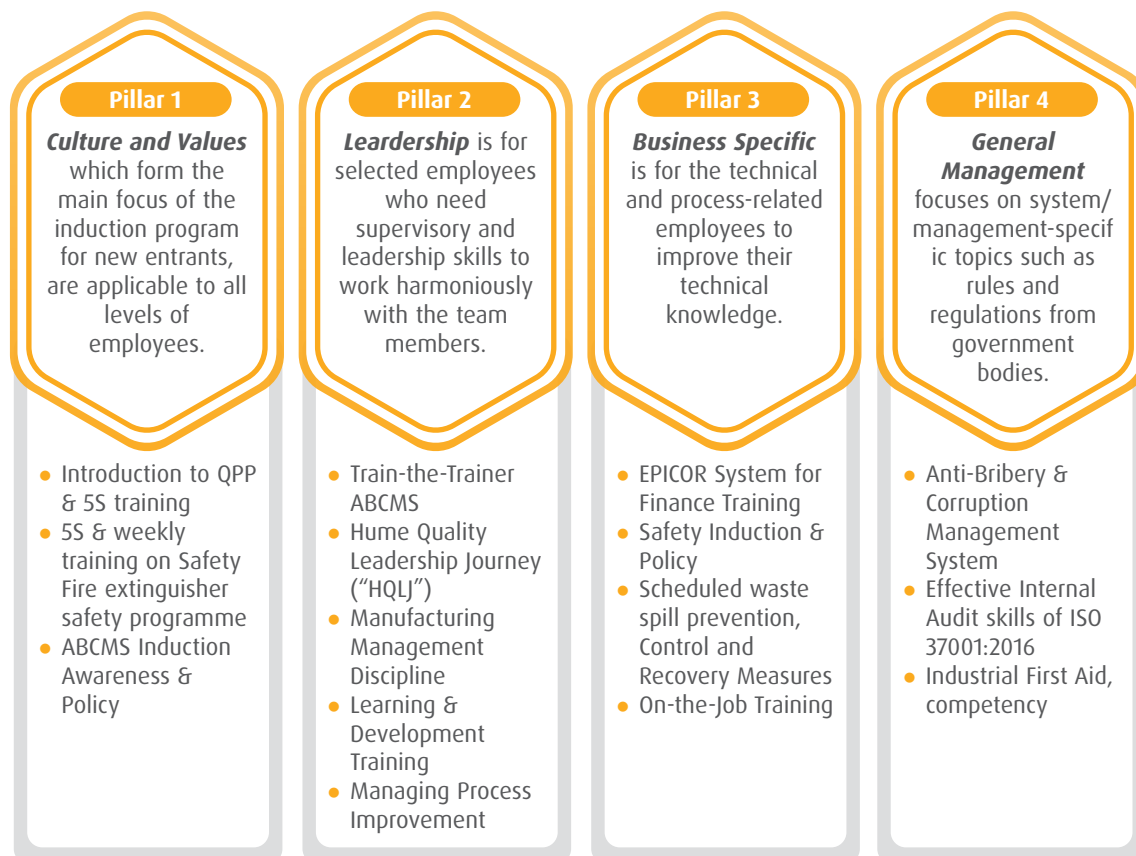 Pillar 1
Culture and Values
which form the
main focus of the
induction program
for new entrants,
are applicable to all
levels of
employees.
• Introduction to QPP
& 5S training
• 5S & weekly
training on Safety
Fire extinguisher
safety programme
• ABCMS Induction
Awareness &
Policy
Pillar 2
Leardership is for
selected employees
who need
supervisory and
leadership skills to
work harmoniously
with the team
members.
• Train-the-Trainer
ABCMS
• Hume Quality
Leadership Journey
(“HQLJ”)
• Manufacturing
Management
Discipline
• Learning &
Development
Training
• Managing Process
Improvement
Pillar 3
Business Specific
is for the technical
and process-related
employees to
improve their
technical
knowledge.
• EPICOR System for
Finance Training
• Safety Induction &
Policy
• Scheduled waste
spill prevention,
Control and
Recovery Measures
• On-the-Job Training
Pillar 4
General
Management
focuses on system/
management-specif
ic topics such as
rules and
regulations from
government
bodies.
• Anti-Bribery &
Corruption
Management
System
• Effective Internal
Audit skills of ISO
37001:2016
• Industrial First Aid,
competency